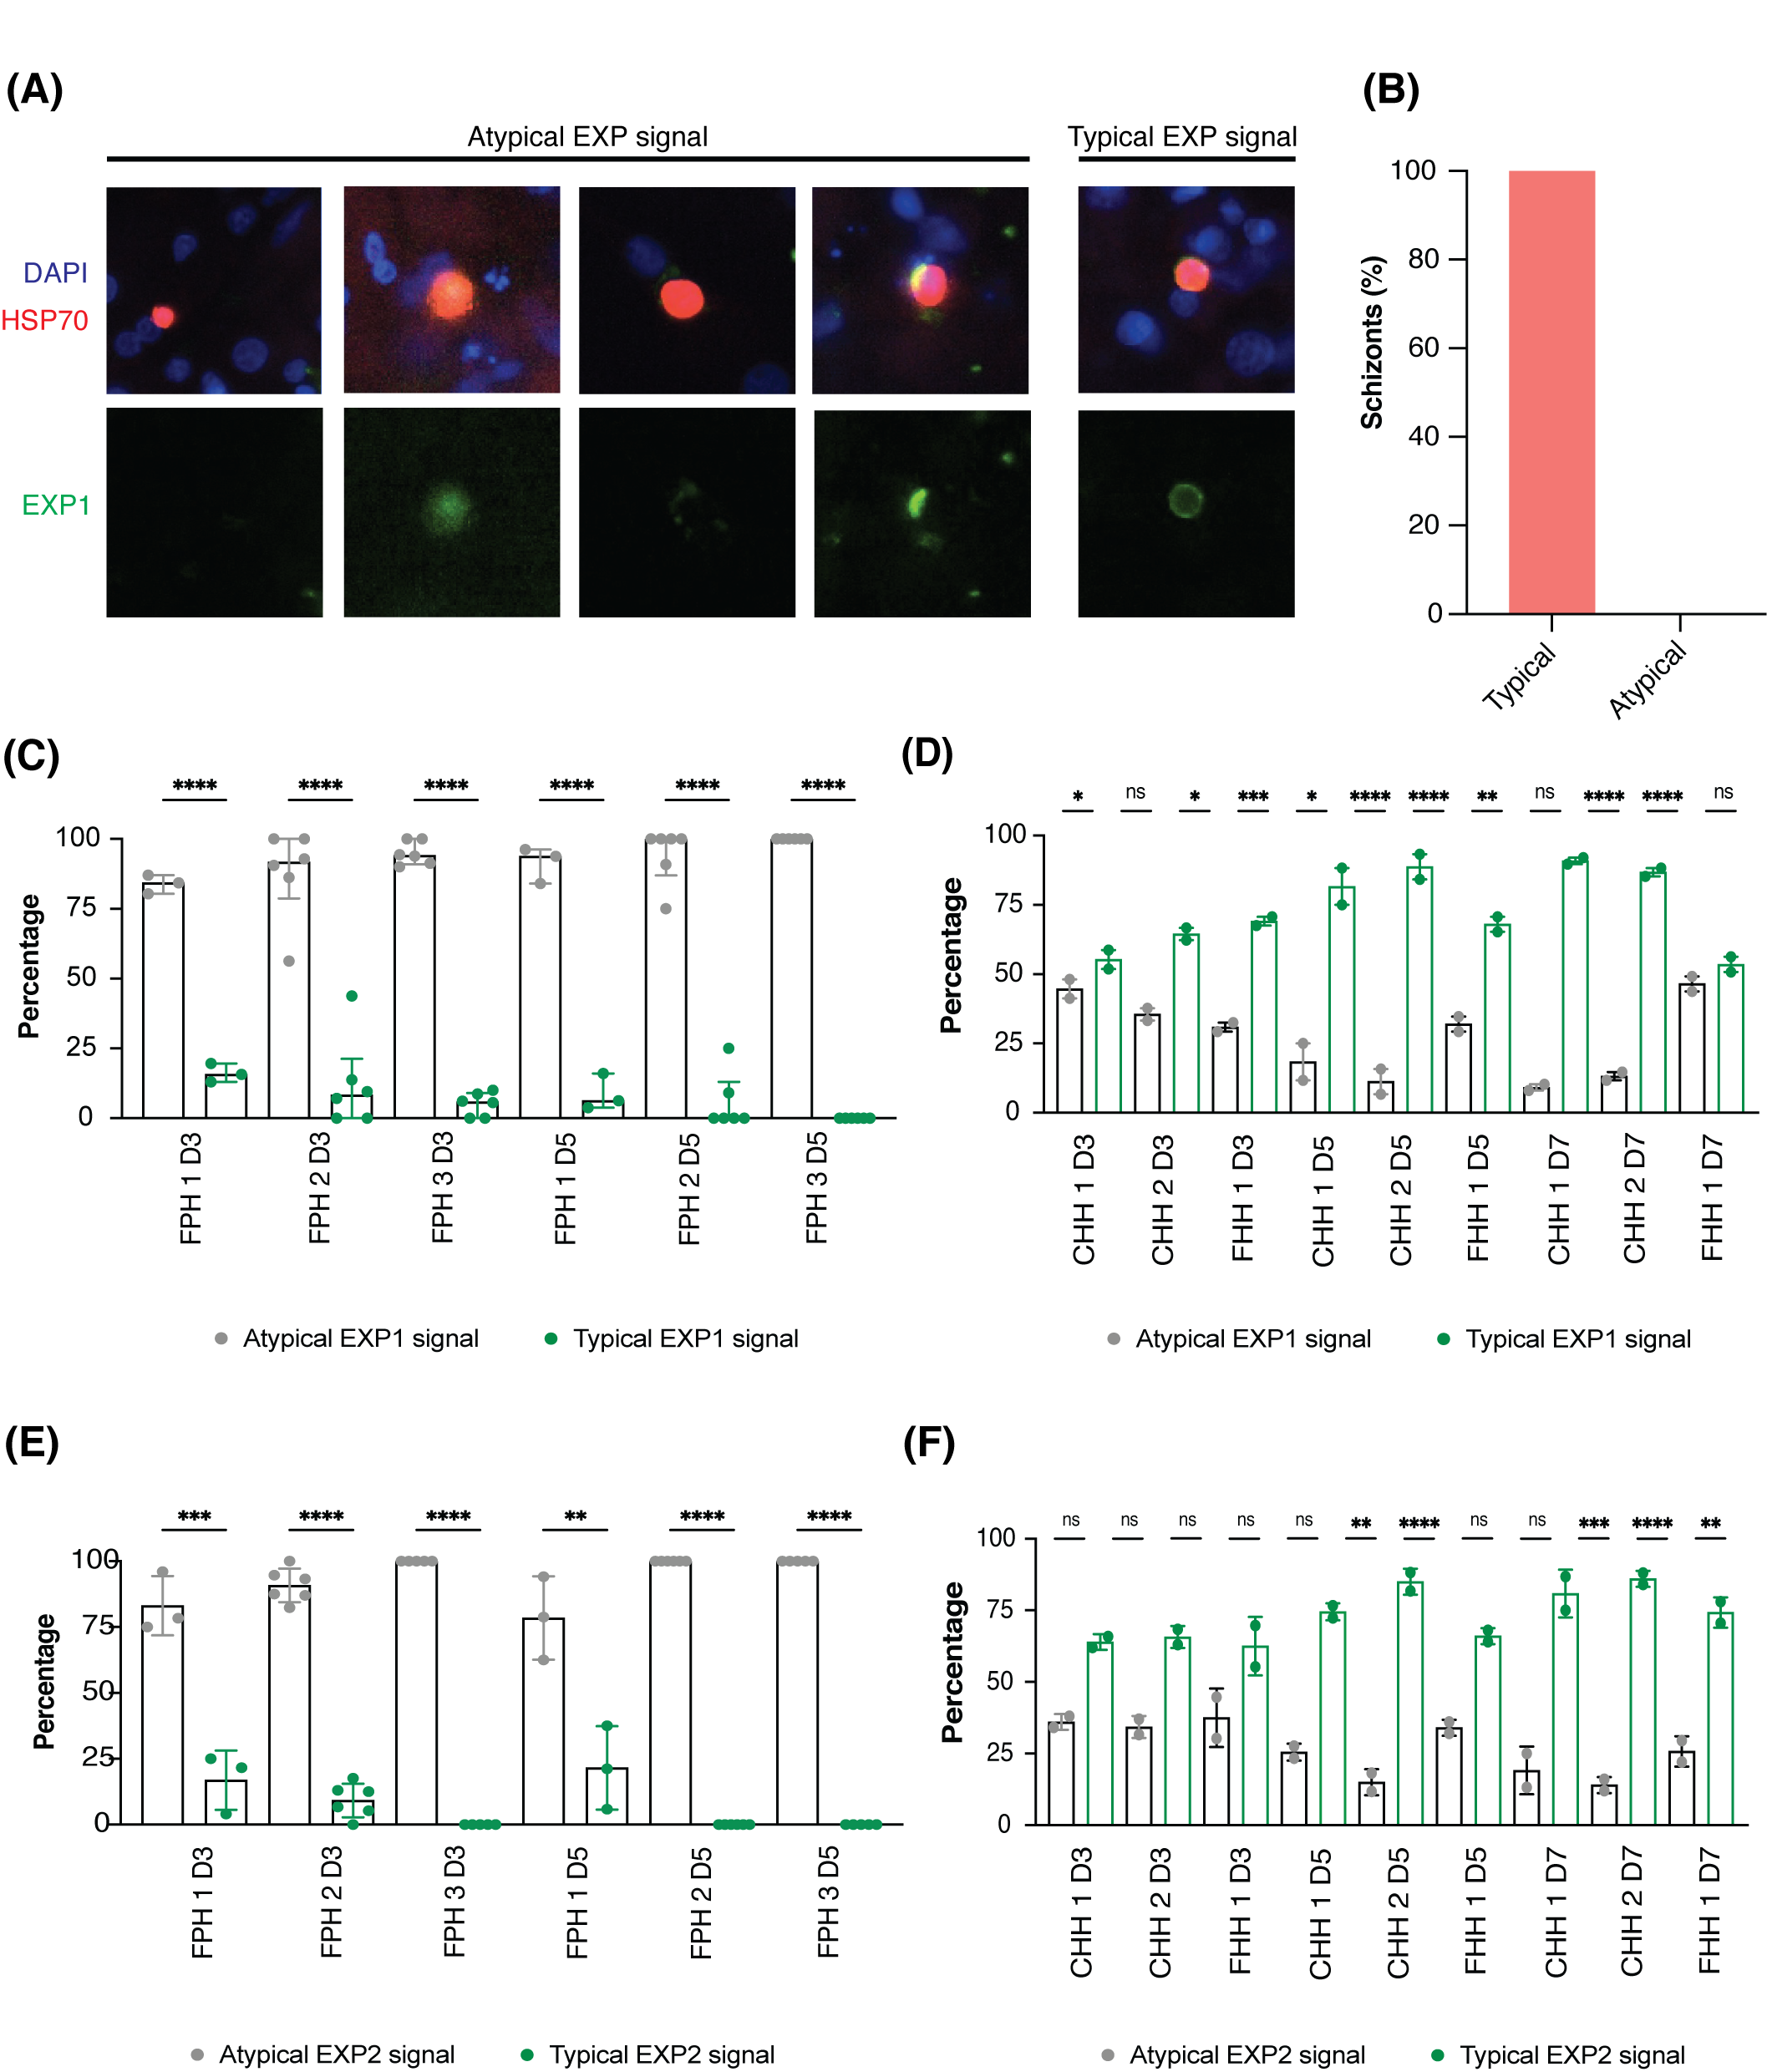 (A)
(B)
Atypical EXP signal
Typical EXP signal
DAPI
HSP70
EXP1
Schizonts (%)
100
80
60
40
20
0
Typical
Atypical
(C)
**** **** **** **** **** ****
Percentage
100
75
50
25
0
FPH 1 D3
FPH 2 D3
FPH 3 D3
FPH 1 D5
FPH 2 D5
FPH 3 D5
Atypical EXP1 signal
Typical EXP1 signal
(D)
* ns * *** * **** **** ** ns **** **** ns
Percentage
100
75
50
25
0
CHH 1 D3
CHH 2 D3
FHH 1 D3
CHH 1 D5
CHH 2 D5
FHH 1 D5
CHH 1 D7
CHH 2 D7
FHH 1 D7
Atypical EXP1 signal
Typical EXP1 signal
(E)
*** **** **** ** **** ****
Percentage
100
75
50
25
0
FPH 1 D3
FPH 2 D3
FPH 3 D3
FPH 1 D5
FPH 2 D5
FPH 3 D5
Atypical EXP2 signal
Typical EXP2 signal
(F)
ns ns ns ns ns ** **** ns ns *** **** **
Percentage
100
75
50
25
0
CHH 1 D3
CHH 2 D3
FHH 1 D3
CHH 1 D5
CHH 2 D5
FHH 1 D5
CHH 1 D7
CHH 2 D7
FHH 1 D7
Atypical EXP2 signal
Typical EXP2 signal